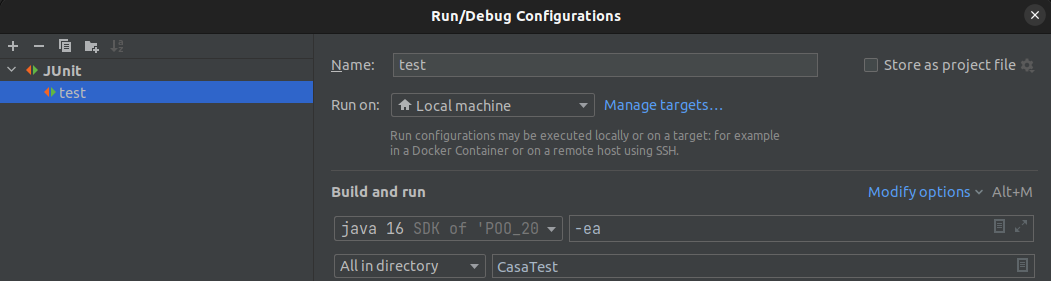 Run/Debug Configurations
JUnit
test
Name: test
Store as project file
Run on: Local machine Manage targets...
Run configurations may be executed locally or on a target: for example
in a Docker Container or on a remote host using SSH.
Build and run
Modify options Alt+M
java 16 SDK of 'POO_20
-ea
All in directory
CasaTest